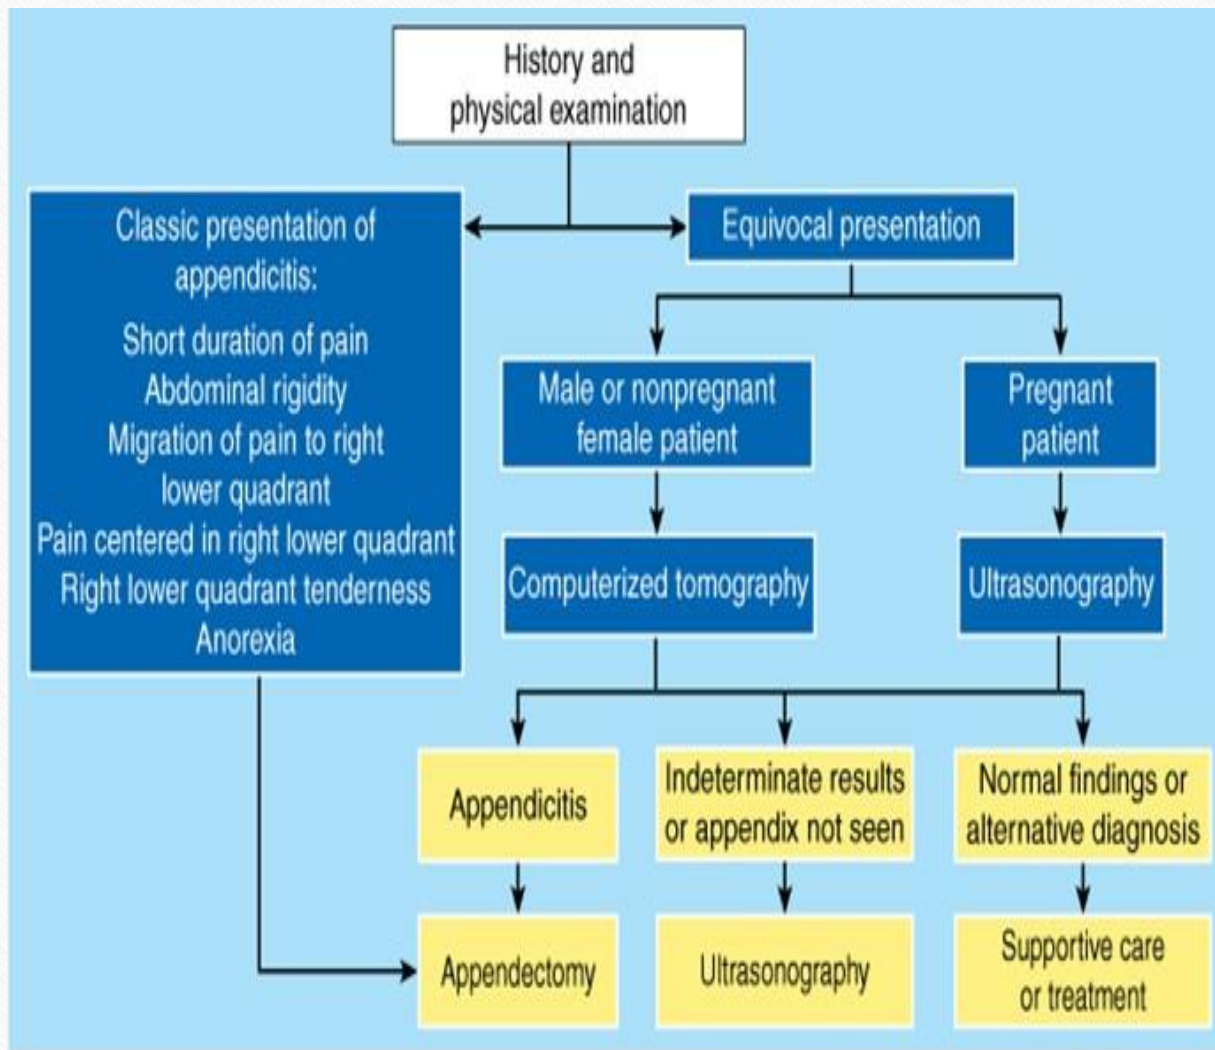 History and
physical examination
Classic presentation of
appendicitis:
Short duration of pain
Abdominal rigidity
Migration of pain to right
lower quadrant
Pain centered in right lower quadrant
Right lower quadrant tenderness
Anorexia
Equivocal presentation
Male or nonpregnant
female patient
Pregnant
patient
Computerized tomography
Ultrasonography
Appendicitis
Indeterminate results
or appendix not seen
Normal findings or
alternative diagnosis
Appendectomy
Ultrasonography
Supportive care
or treatment